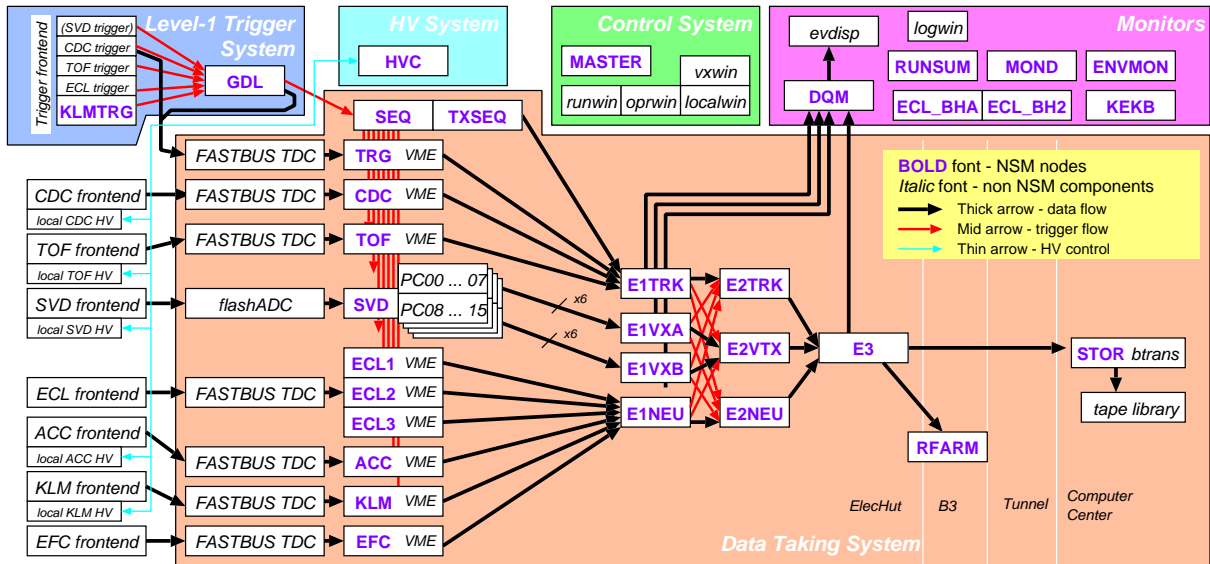 Level-1 Trigger
System
Trigger frontend
(SVD trigger)
CDC trigger
TOF trigger
ECL trigger
KLMTRG
GDL
HV System
HVC
Control System
MASTER
vxwin
runwin
oprwin
localwin
Monitors
evdisp
logwin
DQM
RUNSUM
MOND
ENVMON
ECL_BHA
ECL_BH2
KEKB
SEQ
TXSEQ
BOLD font - NSM nodes
Italic font - non NSM components
Thick arrow - data flow
Mid arrow - trigger flow
Thin arrow - HV control
FASTBUS TDC
TRG VME
CDC frontend
local CDC HV
FASTBUS TDC
CDC VME
TOF frontend
local TOF HV
FASTBUS TDC
TOF VME
SVD frontend
local SVD HV
flashADC
SVD
PC00 ... 07
PC08 ... 15
x6
x6
ECL frontend
FASTBUS TDC
ECL1 VME
ECL2 VME
ECL3 VME
ACC frontend
local ACC HV
FASTBUS TDC
ACC VME
KLM frontend
local KLM HV
FASTBUS TDC
KLM VME
EFC frontend
FASTBUS TDC
EFC VME
E1TRK
E1VXA
E1VXB
E1NEU
E2TRK
E2VTX
E2NEU
E3
STOR btrans
tape library
RFARM
ElecHut
B3
Tunnel
Computer
Center
Data Taking System